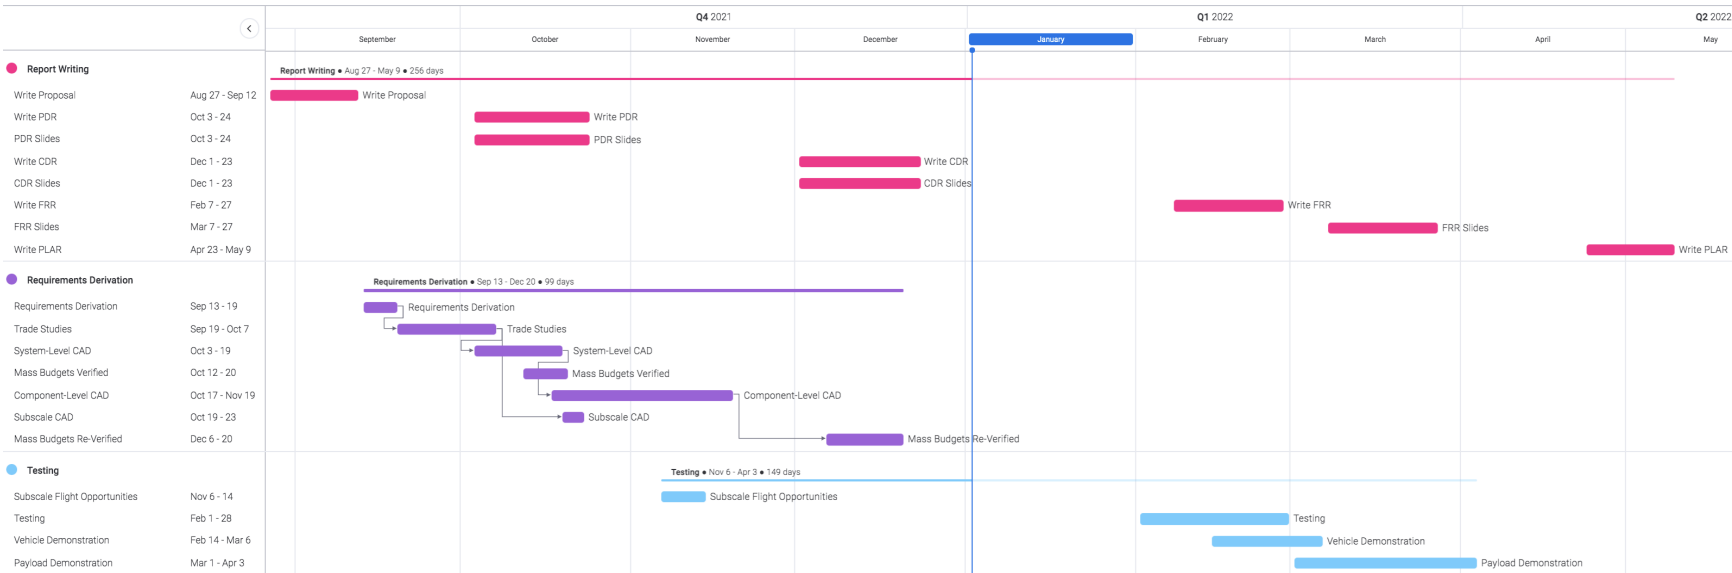 Q4 2021 Q1 2022 Q2 2022
September October November December January February March April May
Report Writing Report Writing ● Aug 27 - May 9 ● 256 days
Write Proposal Aug 27 - Sep 12 Write Proposal
Write PDR Oct 3 - 24 Write PDR
PDR Slides Oct 3 - 24 PDR Slides
Write CDR Dec 1 - 23 Write CDR
CDR Slides Dec 1 - 23 CDR Slides
Write FRR Feb 7 - 27 Write FRR
FRR Slides Mar 7 - 27 FRR Slides
Write PLAR Apr 23 - May 9 Write PLAR
Requirements Derivation Requirements Derivation ● Sep 13 - Dec 20 ● 99 days
Requirements Derivation Sep 13 - 19 Requirements Derivation
Trade Studies Sep 19 - Oct 7 Trade Studies
System-Level CAD Oct 3 - 19 System-Level CAD
Mass Budgets Verified Oct 12 - 20 Mass Budgets Verified
Component-Level CAD Oct 17 - Nov 19 Component-Level CAD
Subscale CAD Oct 19 - 23 Subscale CAD
Mass Budgets Re-Verified Dec 6 - 20 Mass Budgets Re-Verified
Testing Testing ● Nov 6 - Apr 3 ● 149 days
Subscale Flight Opportunities Nov 6 - 14 Subscale Flight Opportunities
Testing Feb 1 - 28 Testing
Vehicle Demonstration Feb 14 - Mar 6 Vehicle Demonstration
Payload Demonstration Mar 1 - Apr 3 Payload Demonstration